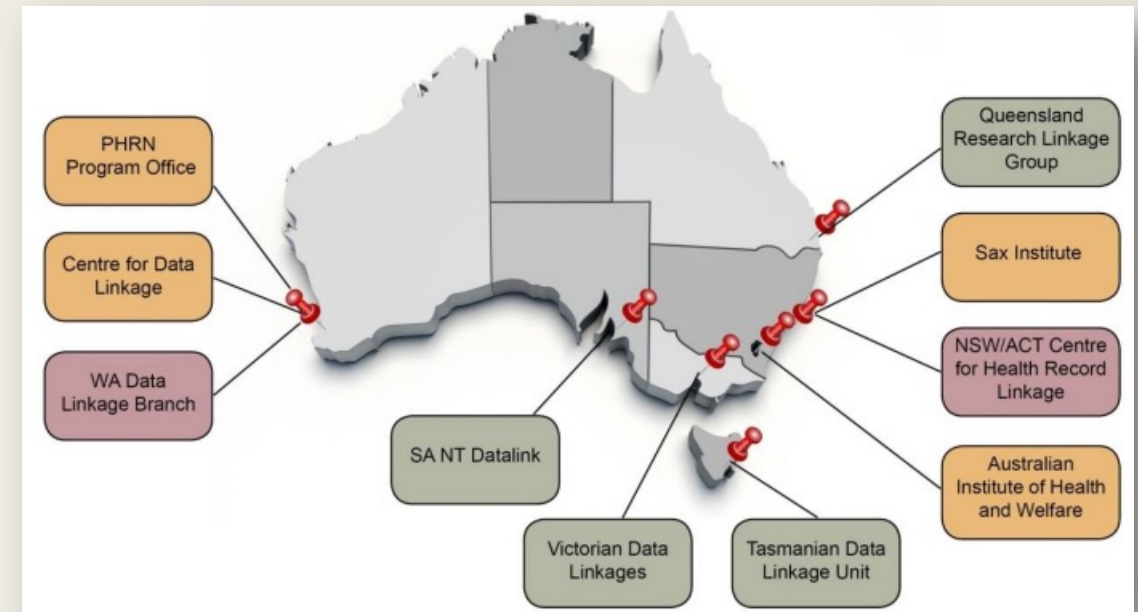 PHRN
Program Office
Centre for Data
Linkage
WA Data
Linkage Branch
SA NT Datalink
Victorian Data
Linkages
Tasmanian Data
Linkage Unit
Queensland
Research Linkage
Group
Sax Institute
NSW/ACT Centre
for Health Record
Linkage
Australian
Institute of Health
and Welfare